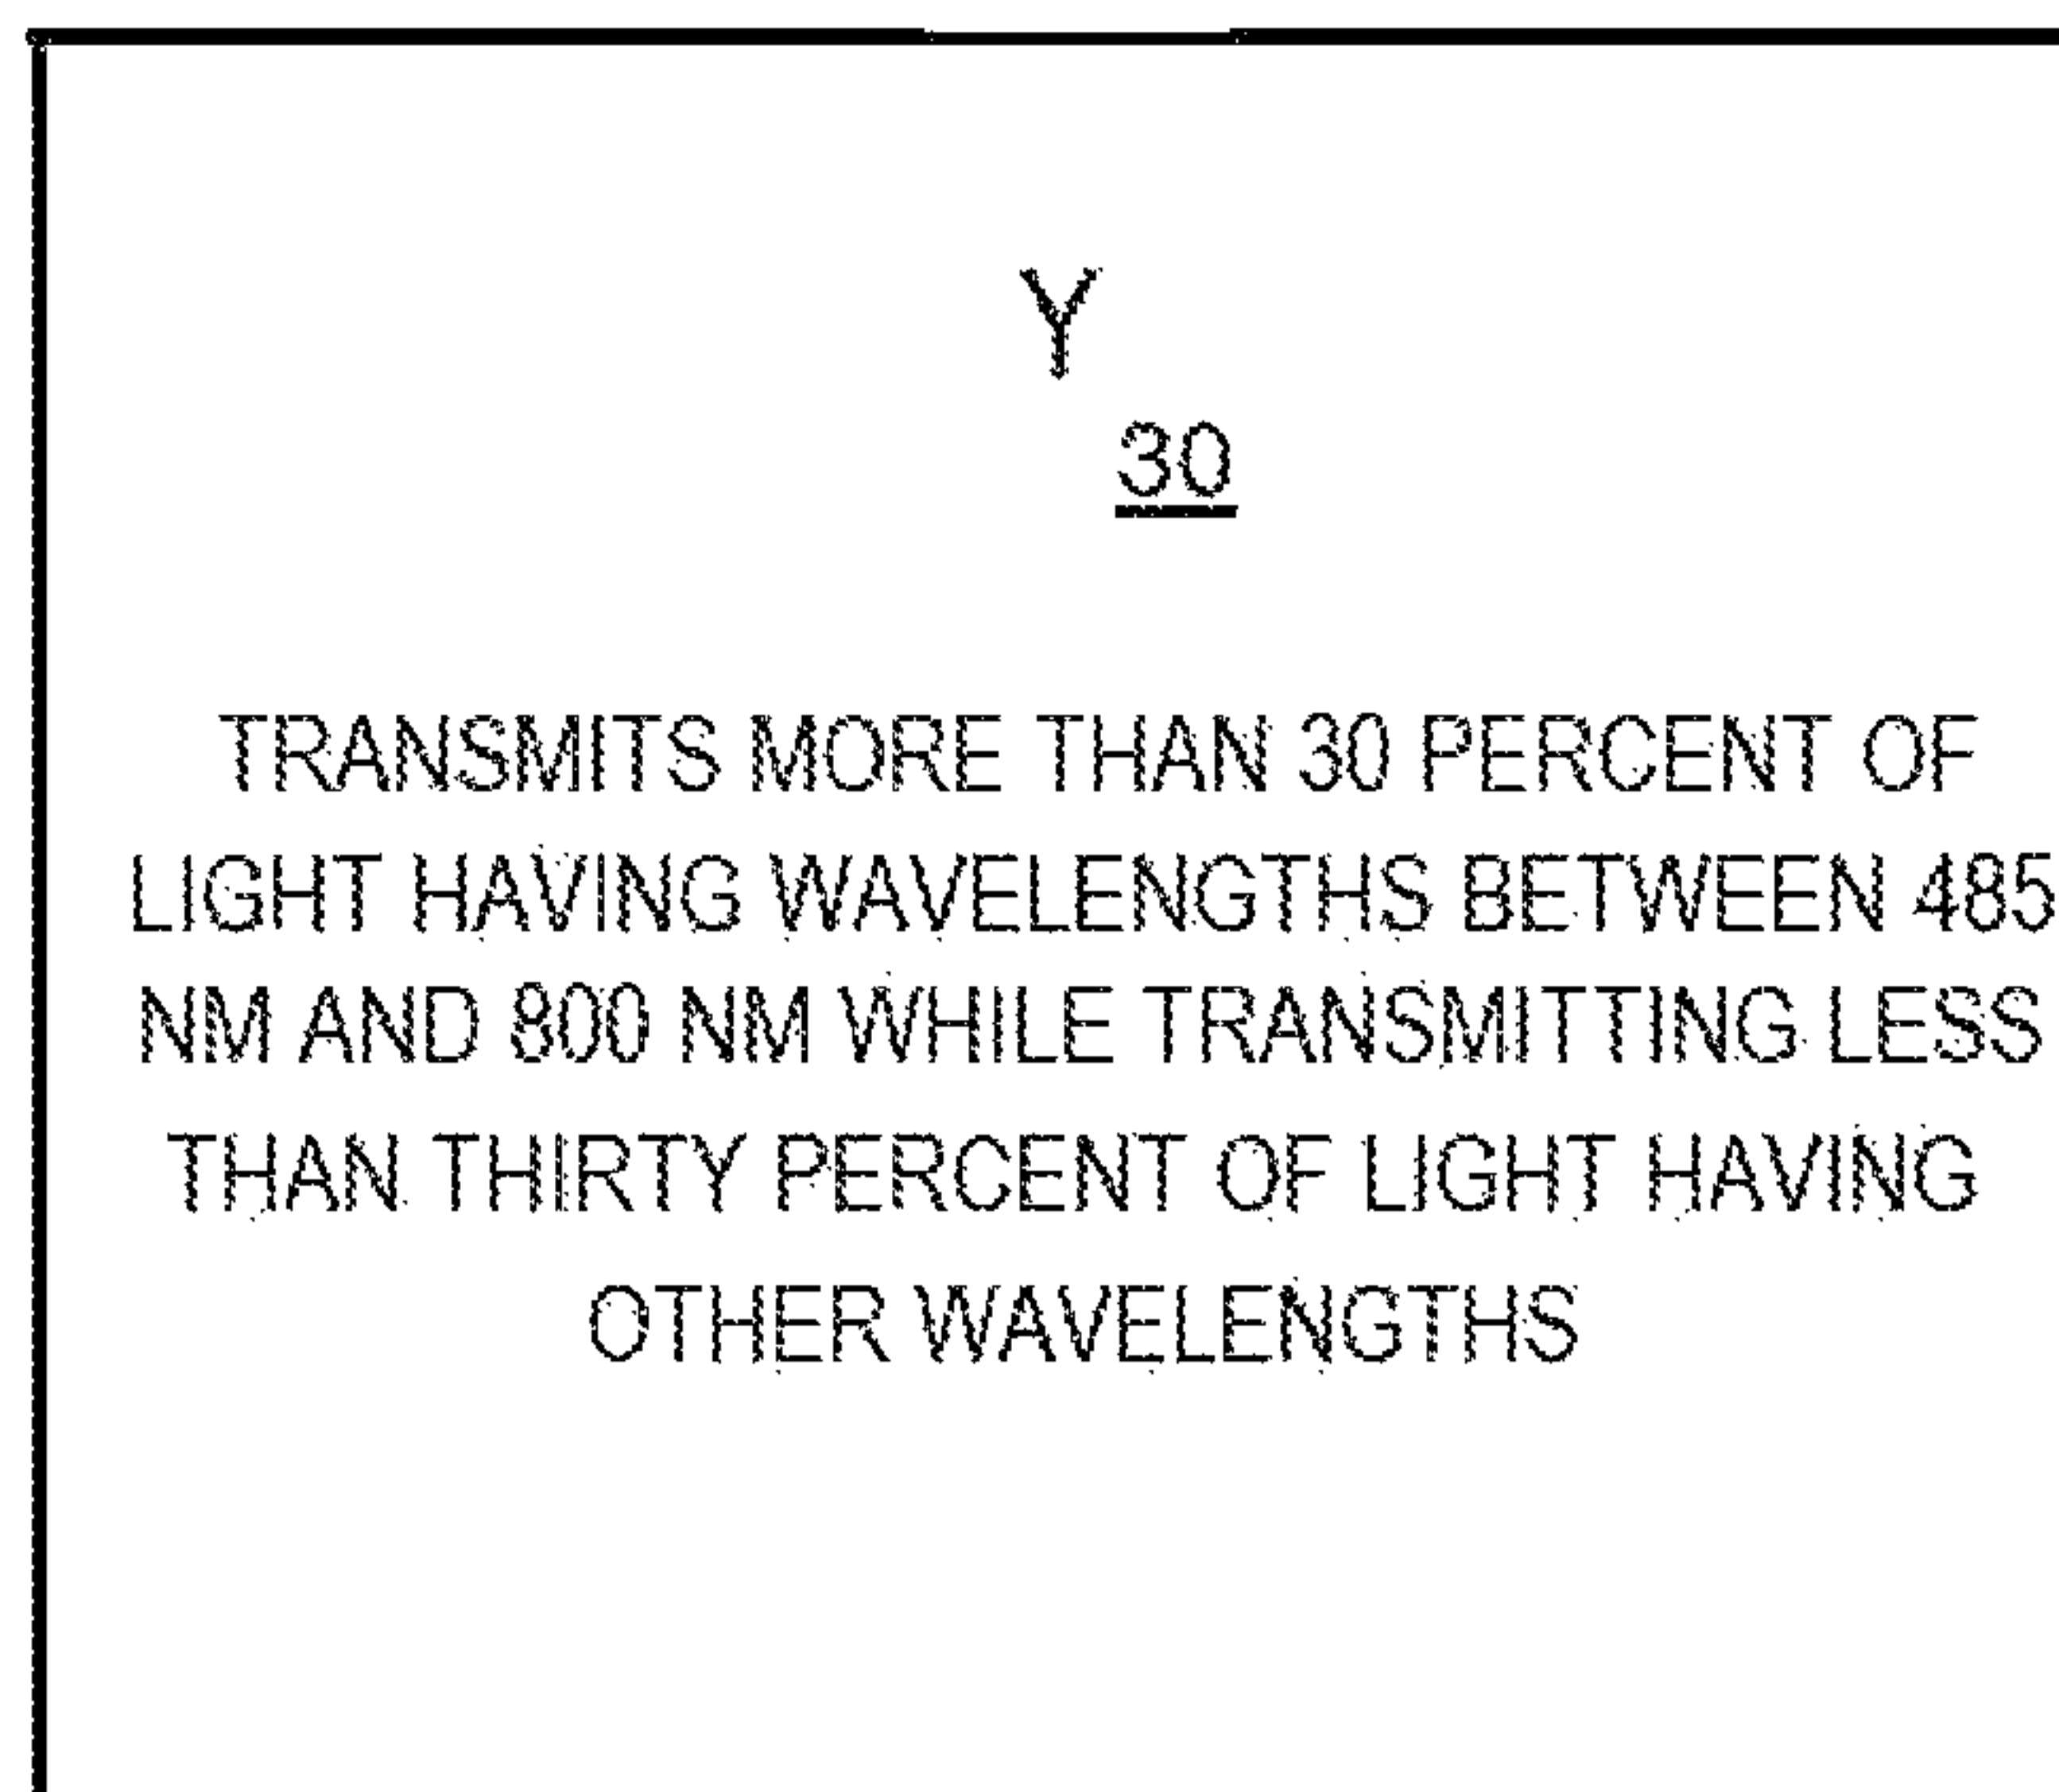 Y
30
TRANSMITS MORE THAN 30 PERCENT OF
LIGHT HAVING WAVELENGTHS BETWEEN 485
NM AND 800 NM WHILE TRANSMITTING LESS
THAN THIRTY PERCENT OF LIGHT HAVING
OTHER WAVELENGTHS